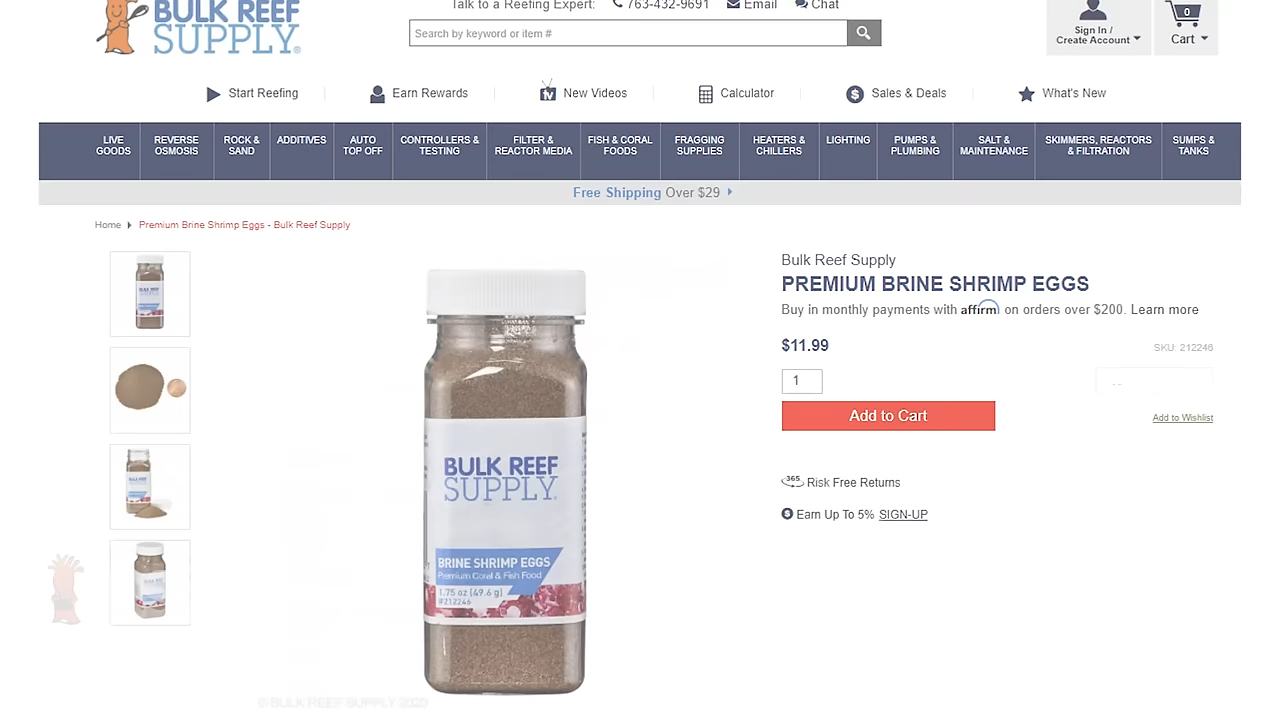 BULK REEF
SUPPLY®
Talk to a Reefing Expert: 763-432-9691 Email Chat
Search by keyword or item #
Sign In /
Create Account
0
Cart
Start Reefing
Earn Rewards
tv New Videos
Calculator
$ Sales & Deals
What's New
LIVE GOODS
REVERSE OSMOSIS
ROCK & SAND
ADDITIVES
AUTO TOP OFF
CONTROLLERS & TESTING
FILTER & REACTOR MEDIA
FISH & CORAL FOODS
FRAGGING SUPPLIES
HEATERS & CHILLERS
LIGHTING
PUMPS & PLUMBING
SALT & MAINTENANCE
SKIMMERS, REACTORS & FILTRATION
SUMPS & TANKS
Free Shipping Over $29
Home Premium Brine Shrimp Eggs - Bulk Reef Supply
Bulk Reef Supply
PREMIUM BRINE SHRIMP EGGS
Buy in monthly payments with affirm on orders over $200. Learn more
$11.99
SKU: 212246
1
Add to Cart
Add to Wishlist
365 Risk Free Returns
$ Earn Up To 5% SIGN-UP
BULK REEF
SUPPLY®
BRINE SHRIMP EGGS
Premium Coral & Fish Food
1.75 oz (49.6 g)
#212246
© BULK REEF SUPPLY 2020